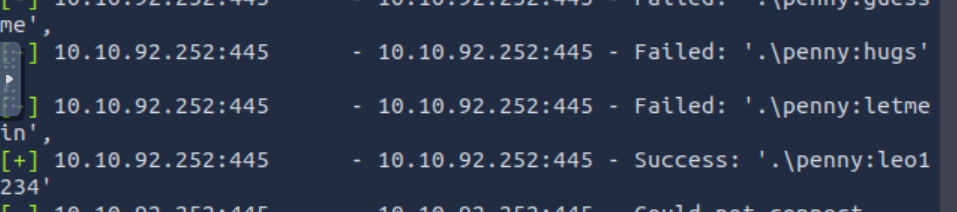 [-] 10.10.92.252:445 - 10.10.92.252:445 - Failed: '.\penny:guess
me',
[-] 10.10.92.252:445 - 10.10.92.252:445 - Failed: '.\penny:hugs'
,
[-] 10.10.92.252:445 - 10.10.92.252:445 - Failed: '.\penny:letme
in',
[+] 10.10.92.252:445 - 10.10.92.252:445 - Success: '.\penny:leo1
234'
[-] 10.10.92.252:445 - 10.10.92.252:445 - Could not connect